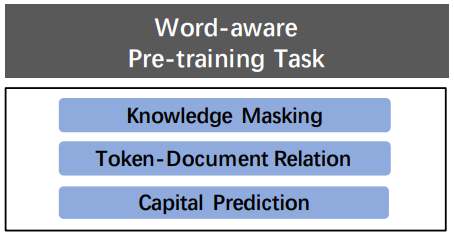 Word-aware
Pre-training Task
Knowledge Masking
Token-Document Relation
Capital Prediction